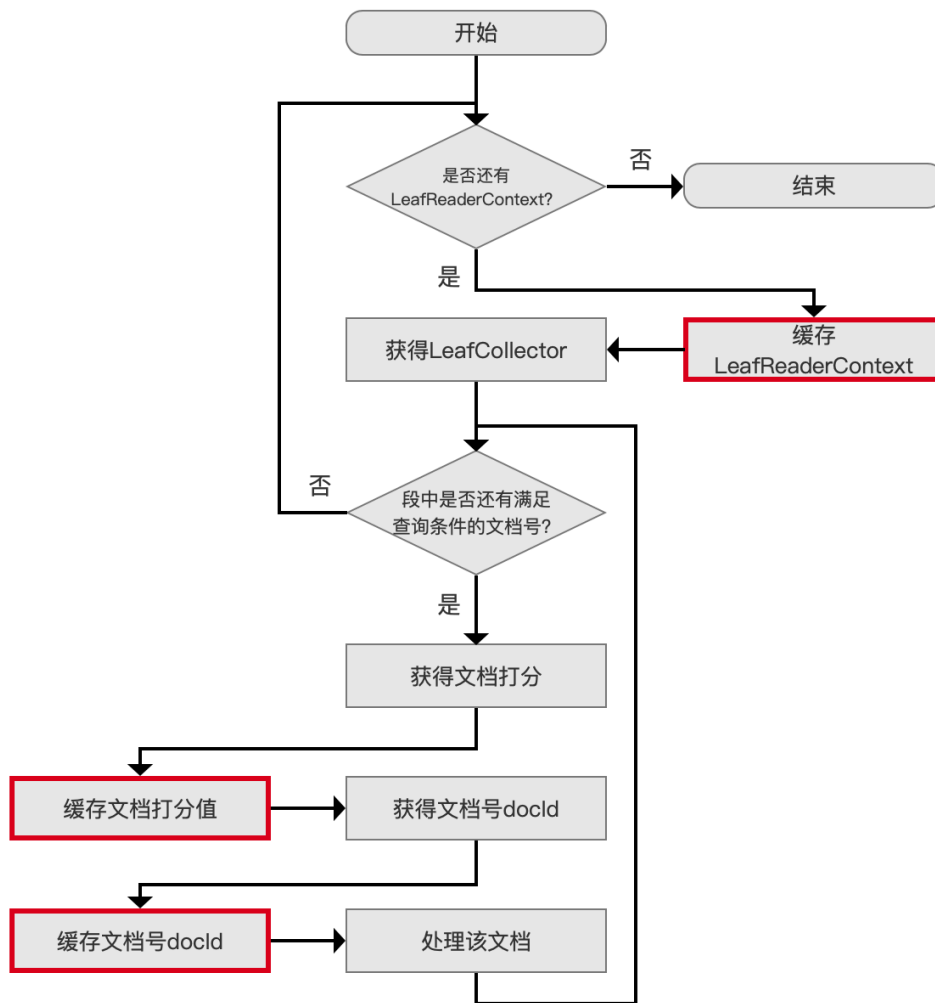 开始
是否还有
LeafReaderContext?
否
结束
是
缓存
LeafReaderContext
获得LeafCollector
否
段中是否还有满足
查询条件的文档号?
是
获得文档打分
缓存文档打分值
获得文档号docId
缓存文档号docId
处理该文档